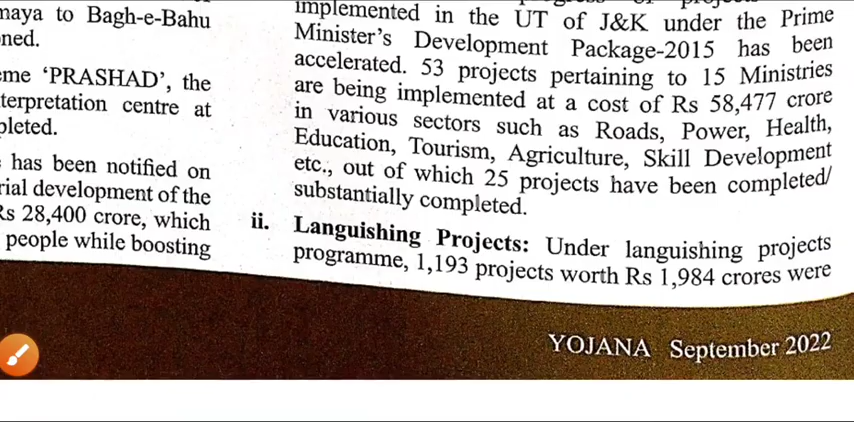 maya to Bagh-e-Bahu
ned.
eme ‘PRASHAD’, the
terpretation centre at
pleted.
has been notified on
rial development of the
Rs 28,400 crore, which
people while boosting
implemented in the UT of J&K under the Prime
Minister’s Development Package-2015 has been
accelerated. 53 projects pertaining to 15 Ministries
are being implemented at a cost of Rs 58,477 crore
in various sectors such as Roads, Power, Health,
Education, Tourism, Agriculture, Skill Development
etc., out of which 25 projects have been completed/
substantially completed.
ii. Languishing Projects: Under languishing projects
programme, 1,193 projects worth Rs 1,984 crores were
YOJANA September 2022